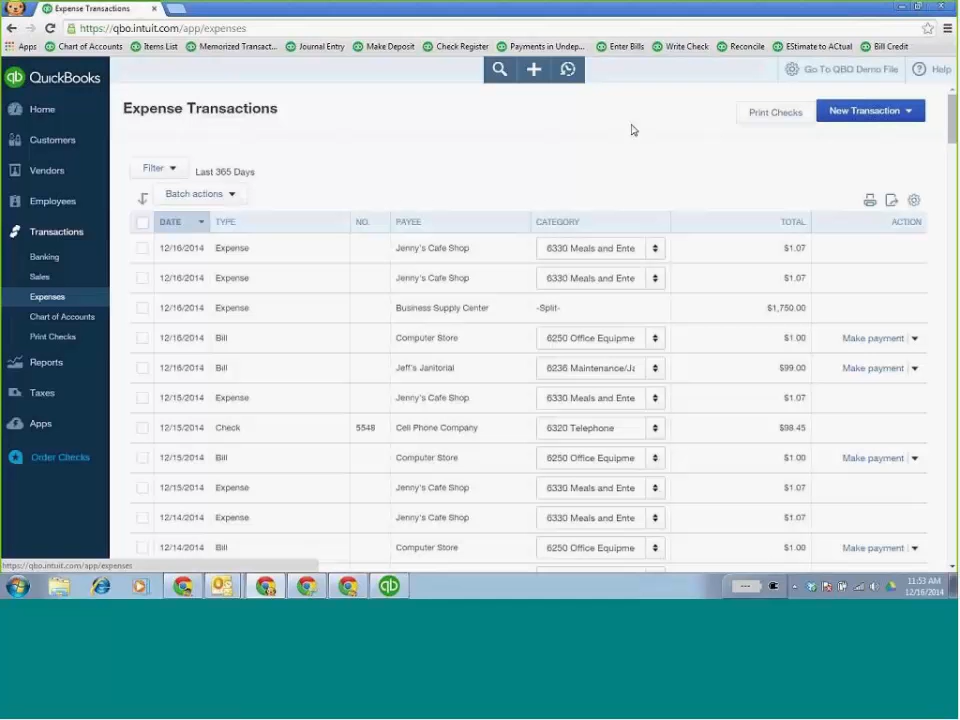 Expense Transactions ×
https://qbo.intuit.com/app/expenses
Apps Chart of Accounts Items List Memorized Transact... Journal Entry Make Deposit Check Register Payments in Undep... Enter Bills Write Check Reconcile EStimate to ACtual Bill Credit
qb QuickBooks Go To QBO Demo File ? Help
Home
Customers
Vendors
Employees
Transactions
Banking
Sales
Expenses
Chart of Accounts
Print Checks
Reports
Taxes
Apps
Order Checks
Expense Transactions
Print Checks New Transaction
Filter Last 365 Days
Batch actions
DATE TYPE NO. PAYEE CATEGORY TOTAL ACTION
12/16/2014 Expense Jenny's Cafe Shop 6330 Meals and Ente $1.07
12/16/2014 Expense Jenny's Cafe Shop 6330 Meals and Ente $1.07
12/16/2014 Expense Business Supply Center -Split- $1,750.00
12/16/2014 Bill Computer Store 6250 Office Equipme $1.00 Make payment
12/16/2014 Bill Jeff's Janitorial 6236 Maintenance/Ja $99.00 Make payment
12/15/2014 Expense Jenny's Cafe Shop 6330 Meals and Ente $1.07
12/15/2014 Check 5548 Cell Phone Company 6320 Telephone $98.45
12/15/2014 Bill Computer Store 6250 Office Equipme $1.00 Make payment
12/15/2014 Expense Jenny's Cafe Shop 6330 Meals and Ente $1.07
12/14/2014 Expense Jenny's Cafe Shop 6330 Meals and Ente $1.07
12/14/2014 Bill Computer Store 6250 Office Equipme $1.00 Make payment
https://qbo.intuit.com/app/expenses
qb
11:53 AM
12/16/2014